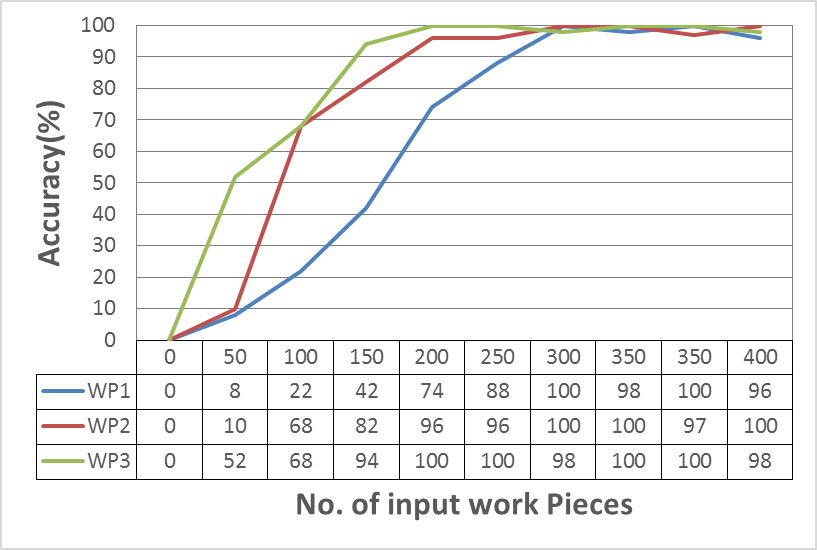 Accuracy(%)
100
90
80
70
60
50
40
30
20
10
0
0 50 100 150 200 250 300 350 350 400
WP1 0 8 22 42 74 88 100 98 100 96
WP2 0 10 68 82 96 96 100 100 97 100
WP3 0 52 68 94 100 100 98 100 100 98
No. of input work Pieces